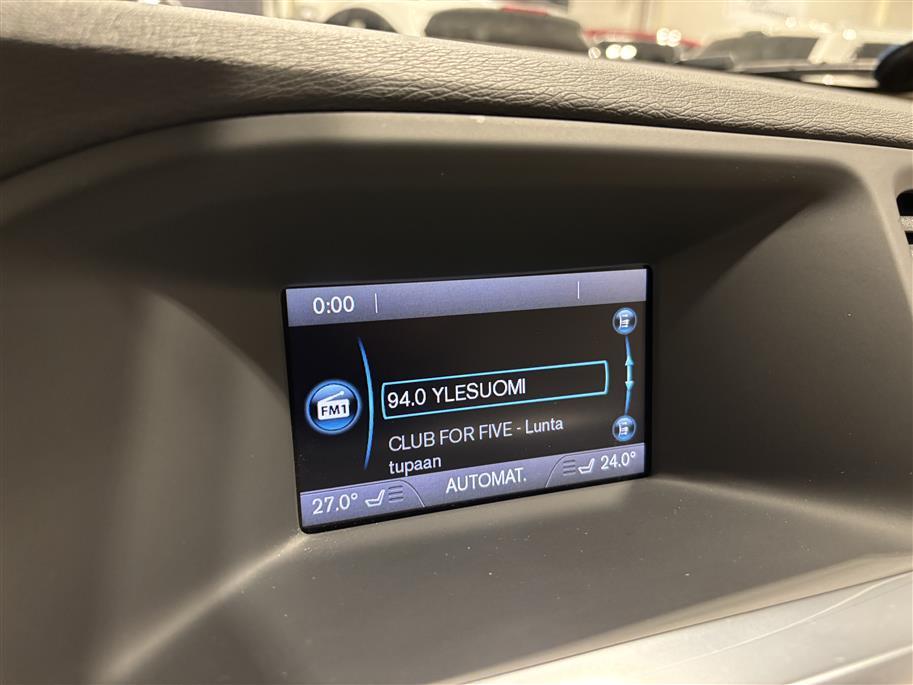 0:00
FM1
94.0 YLESUOMI
CLUB FOR FIVE - Lunta
tupaan
27.0° AUTOMAT. 24.0°